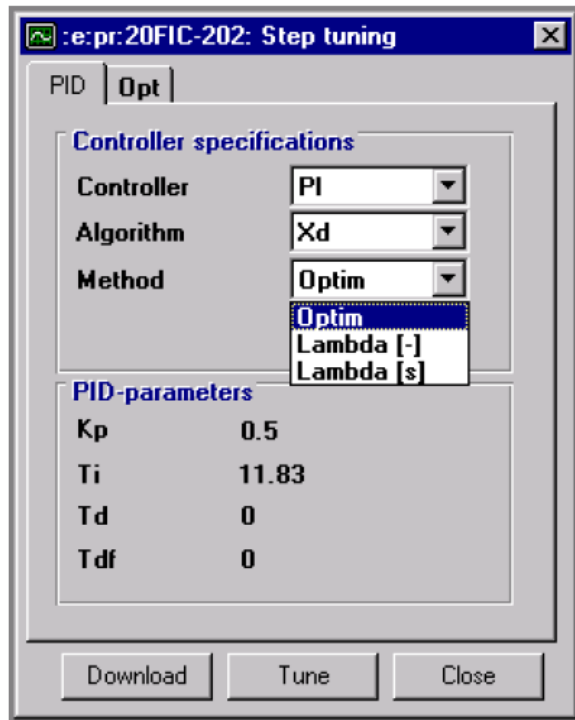 :e:pr:20FIC-202: Step tuning
PID Opt
Controller specifications
Controller PI
Algorithm Xd
Method Optim
Optim
Lambda [-]
Lambda [s]
PID-parameters
Kp 0.5
Ti 11.83
Td 0
Tdf 0
Download Tune Close